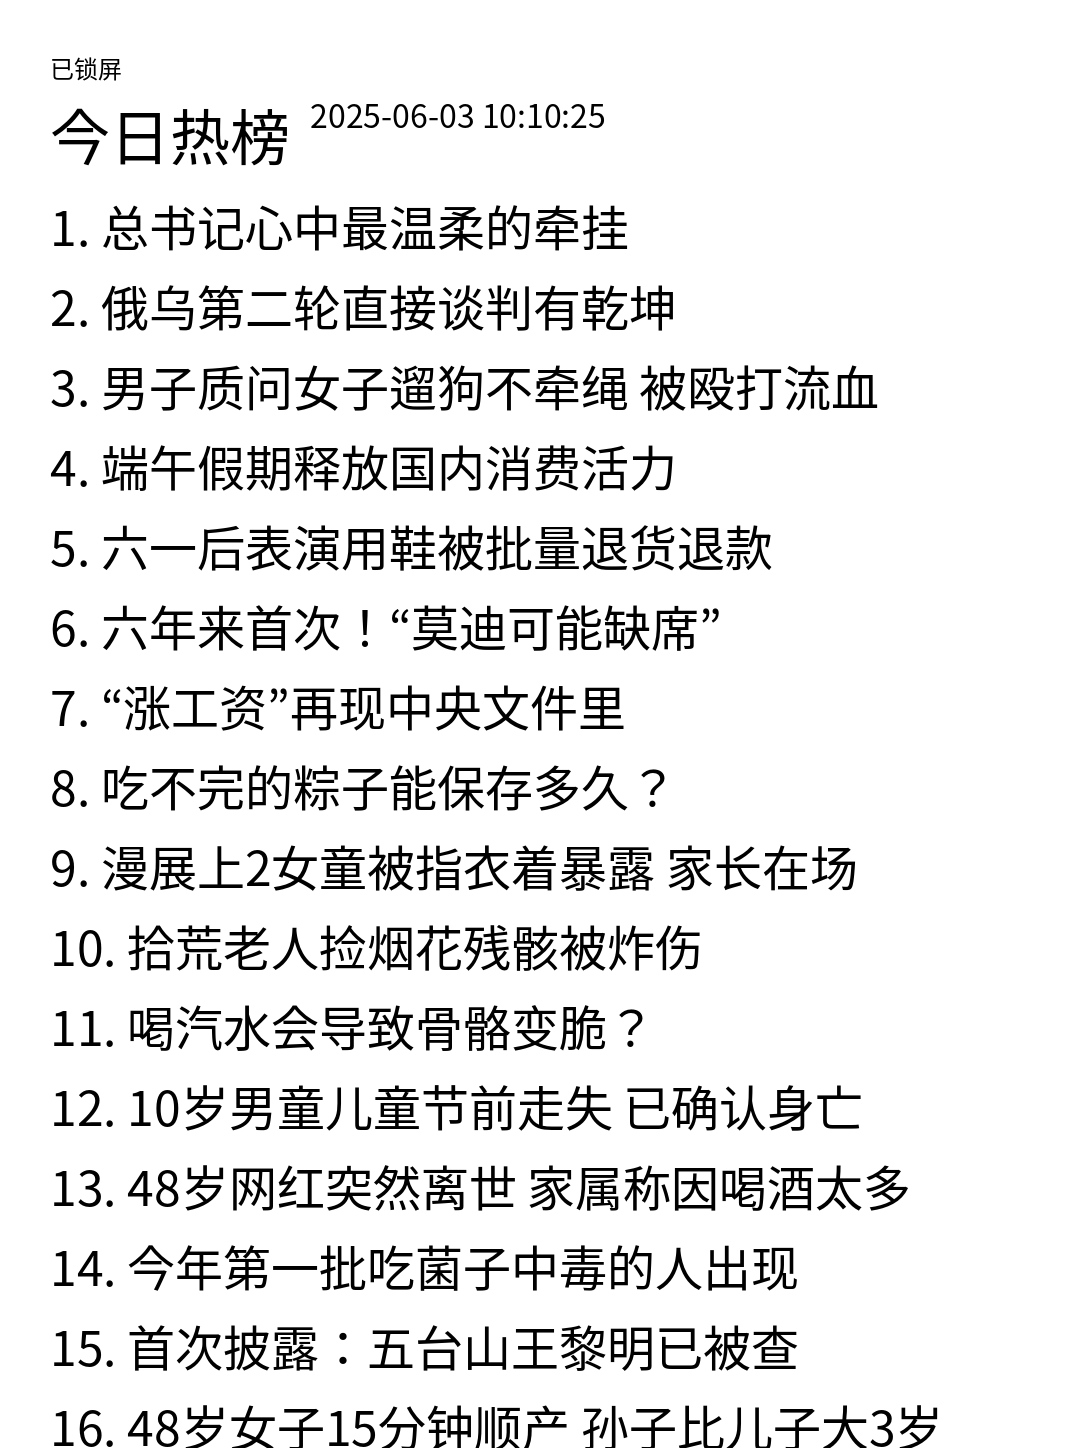 已锁屏
今日热榜 2025-06-03 10:10:25
1. 总书记心中最温柔的牵挂
2. 俄乌第二轮直接谈判有乾坤
3. 男子质问女子遛狗不牵绳 被殴打流血
4. 端午假期释放国内消费活力
5. 六一后表演用鞋被批量退货退款
6. 六年来首次！“莫迪可能缺席”
7. “涨工资”再现中央文件里
8. 吃不完的粽子能保存多久？
9. 漫展上2女童被指衣着暴露 家长在场
10. 拾荒老人捡烟花残骸被炸伤
11. 喝汽水会导致骨骼变脆？
12. 10岁男童儿童节前走失 已确认身亡
13. 48岁网红突然离世 家属称因喝酒太多
14. 今年第一批吃菌子中毒的人出现
15. 首次披露：五台山王黎明已被查
16. 48岁女子15分钟顺产 孙子比儿子大3岁